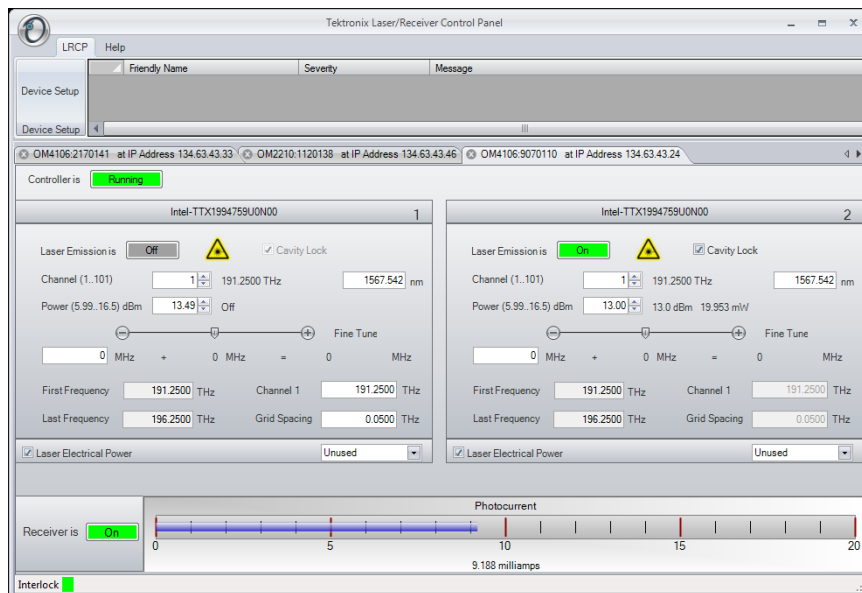 Tektronix Laser/Receiver Control Panel
LRCP Help
Friendly Name Severity Message
Device Setup
Device Setup
OM4106:2170141 at IP Address 134.63.43.33 OM2210:1120138 at IP Address 134.63.43.46 OM4106:9070110 at IP Address 134.63.43.24
Controller is Running
Intel-TTX1994759U0N00 1
Laser Emission is Off Cavity Lock
Channel (1..101) 1 191.2500 THz 1567.542 nm
Power (5.99..16.5) dBm 13.49 Off
Fine Tune
0 MHz + 0 MHz = 0 MHz
First Frequency 191.2500 THz Channel 1 191.2500 THz
Last Frequency 196.2500 THz Grid Spacing 0.0500 THz
Laser Electrical Power Unused
Intel-TTX1994759U0N00 2
Laser Emission is On Cavity Lock
Channel (1..101) 1 191.2500 THz 1567.542 nm
Power (5.99..16.5) dBm 13.00 13.0 dBm 19.953 mW
Fine Tune
0 MHz + 0 MHz = 0 MHz
First Frequency 191.2500 THz Channel 1 191.2500 THz
Last Frequency 196.2500 THz Grid Spacing 0.0500 THz
Laser Electrical Power Unused
Photocurrent
Receiver is On
0 5 10 15 20
9.188 milliamps
Interlock